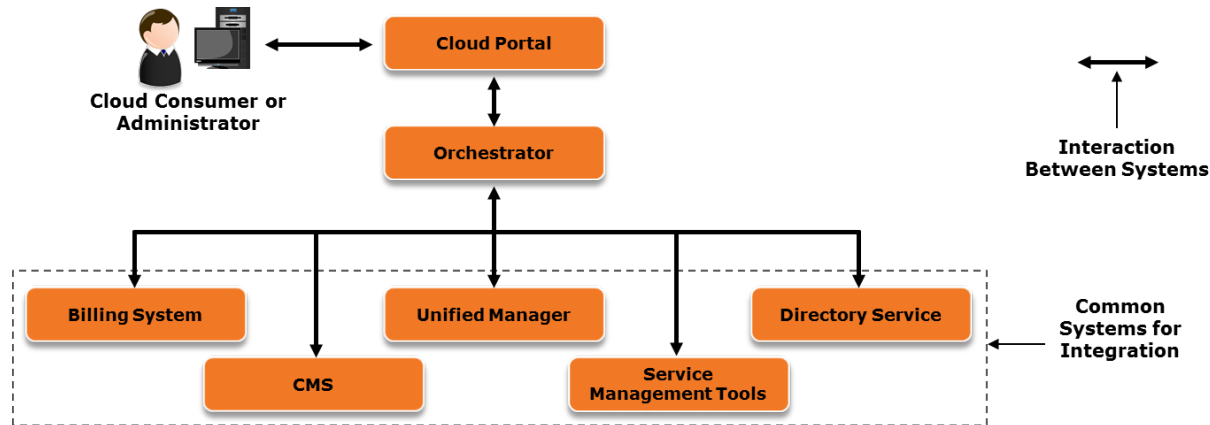 Cloud Portal
Cloud Consumer or
Administrator
Orchestrator
Interaction
Between Systems
Billing System
Unified Manager
Directory Service
CMS
Service
Management Tools
Common
Systems for
Integration